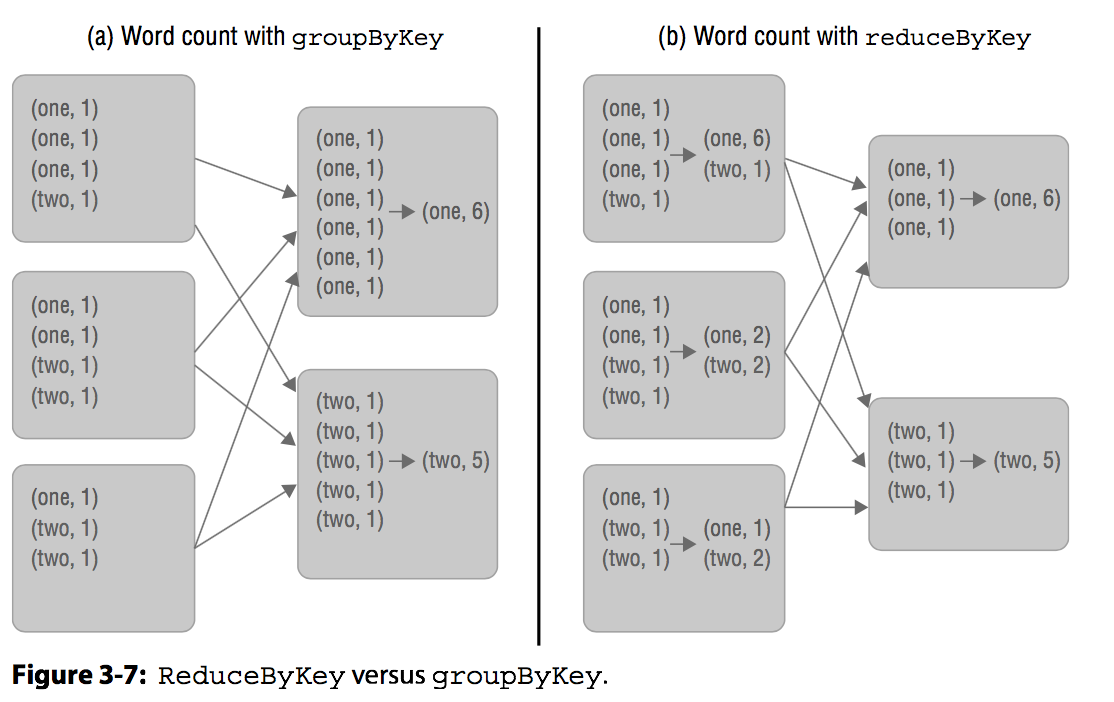 (a) Word count with groupByKey
(one, 1)
(one, 1)
(one, 1)
(two, 1)
(one, 1)
(one, 1)
(two, 1)
(two, 1)
(one, 1)
(two, 1)
(two, 1)
(one, 1)
(one, 1)
(one, 1)
(one, 1)
(one, 1)
(one, 1)
(one, 6)
(two, 1)
(two, 1)
(two, 1)
(two, 1)
(two, 1)
(two, 5)
(b) Word count with reduceByKey
(one, 1)
(one, 1)
(one, 1)
(two, 1)
(one, 6)
(two, 1)
(one, 1)
(one, 1)
(two, 1)
(two, 1)
(one, 2)
(two, 2)
(one, 1)
(two, 1)
(two, 1)
(one, 1)
(two, 2)
(one, 1)
(one, 1)
(one, 1)
(one, 6)
(two, 1)
(two, 1)
(two, 1)
(two, 5)
Figure 3-7: ReduceByKey versus groupByKey.